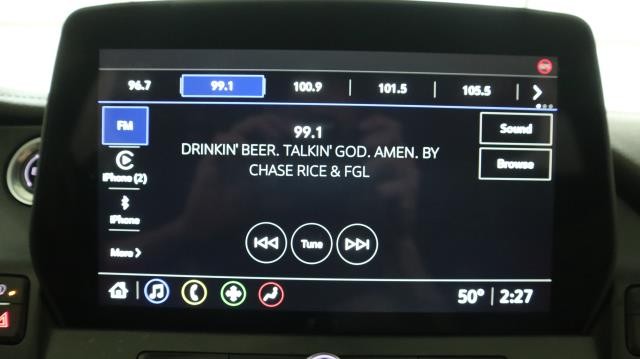 96.7 99.1 100.9 101.5 105.5
FM
99.1
Sound
DRINKIN' BEER. TALKIN' GOD. AMEN. BY
CHASE RICE & FGL
Browse
iPhone (2)
iPhone
More
Tune
50° 2:27